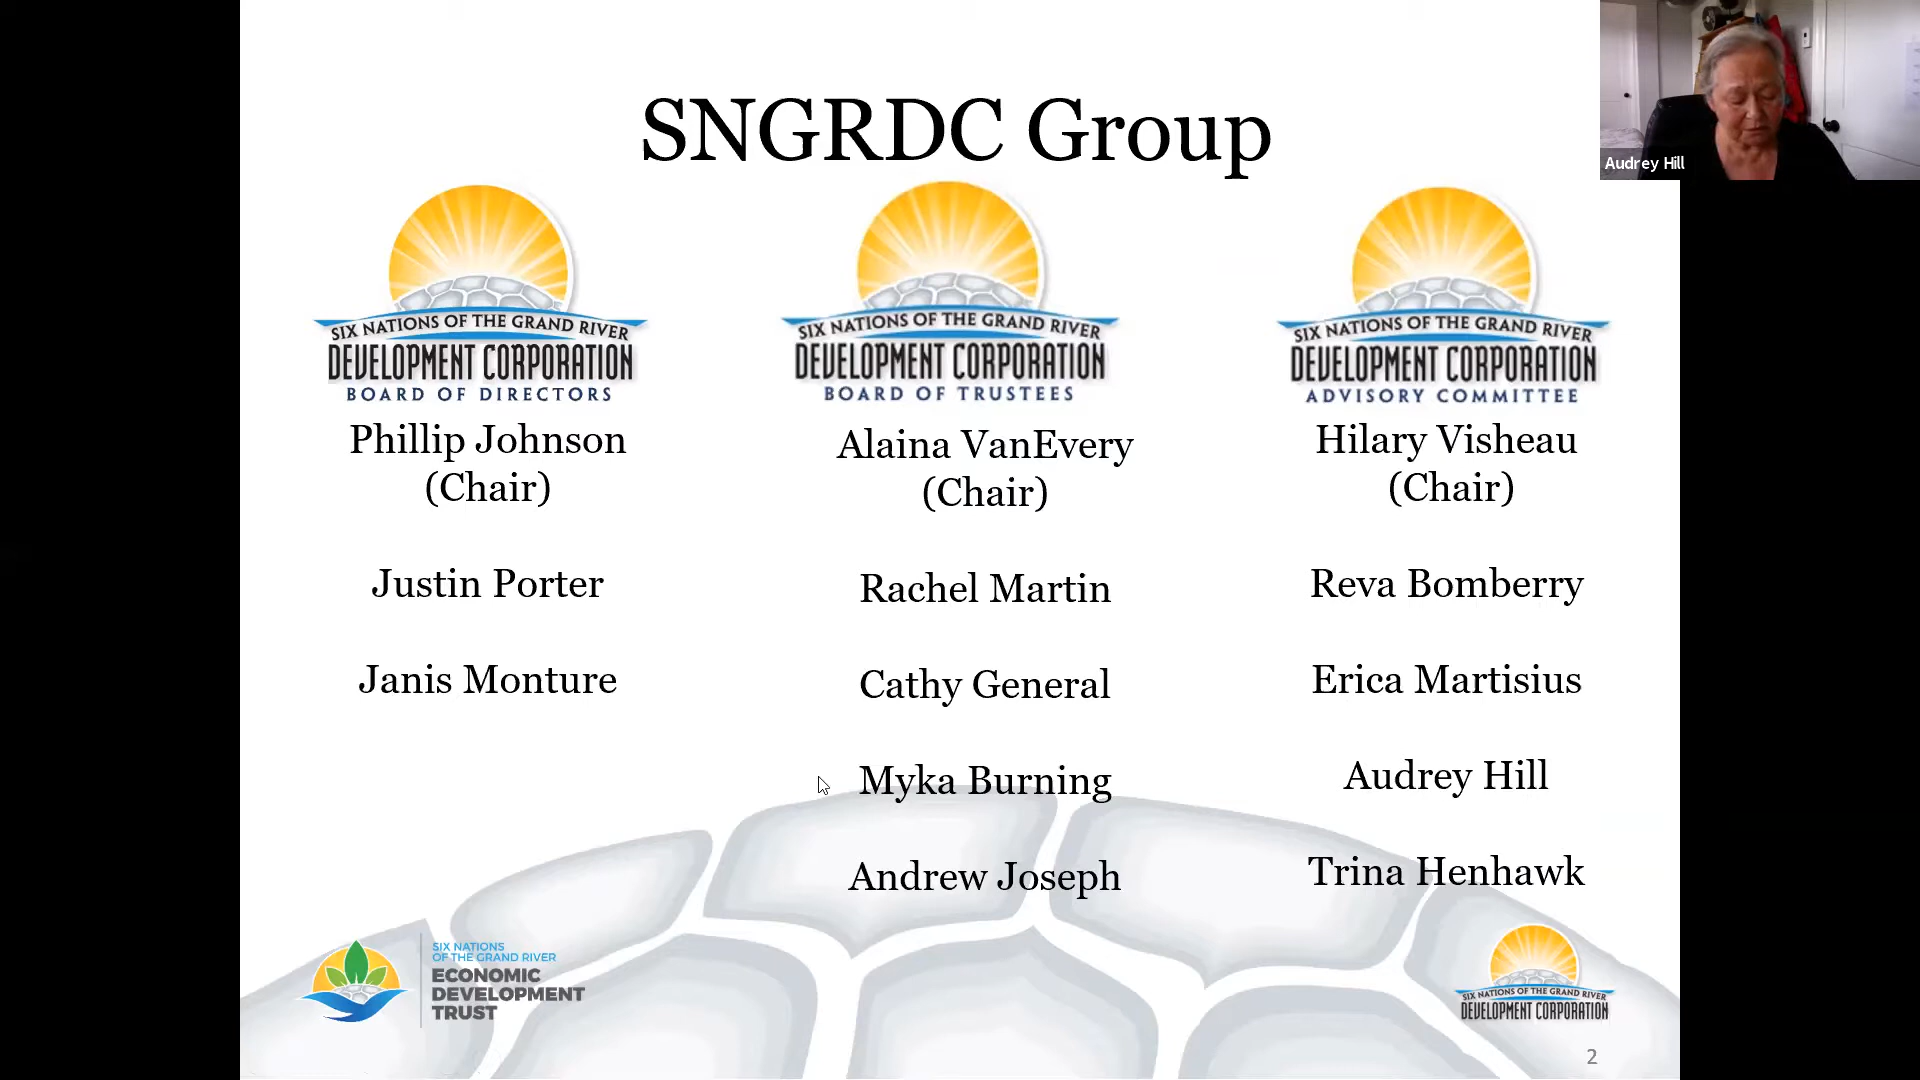 SNGRDC Group
Audrey Hill
SIX NATIONS OF THE GRAND RIVER
DEVELOPMENT CORPORATION
BOARD OF DIRECTORS
Phillip Johnson
(Chair)
Justin Porter
Janis Monture
SIX NATIONS OF THE GRAND RIVER
DEVELOPMENT CORPORATION
BOARD OF TRUSTEES
Alaina VanEvery
(Chair)
Rachel Martin
Cathy General
Myka Burning
Andrew Joseph
SIX NATIONS OF THE GRAND RIVER
DEVELOPMENT CORPORATION
ADVISORY COMMITTEE
Hilary Visheau
(Chair)
Reva Bomberry
Erica Martisius
Audrey Hill
Trina Henhawk
SIX NATIONS
OF THE GRAND RIVER
ECONOMIC
DEVELOPMENT
TRUST
SIX NATIONS OF THE GRAND RIVER
DEVELOPMENT CORPORATION
2